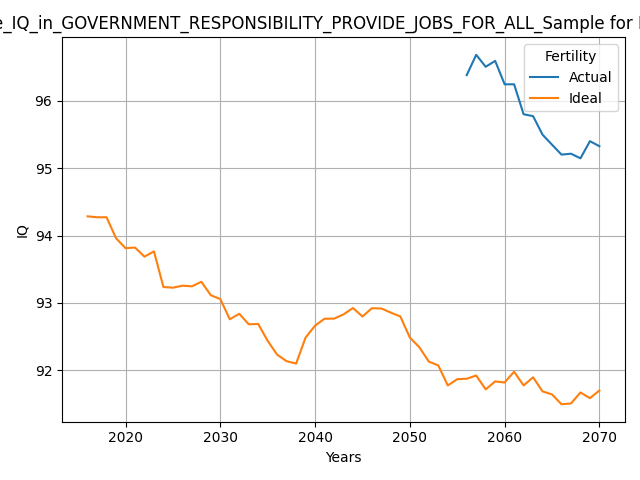 e_IQ_in_GOVERNMENT_RESPONSIBILITY_PROVIDE_JOBS_FOR_ALL_Sample for
Fertility
Actual
Ideal
96
95
94
93
92
IQ
2020 2030 2040 2050 2060 2070
Years